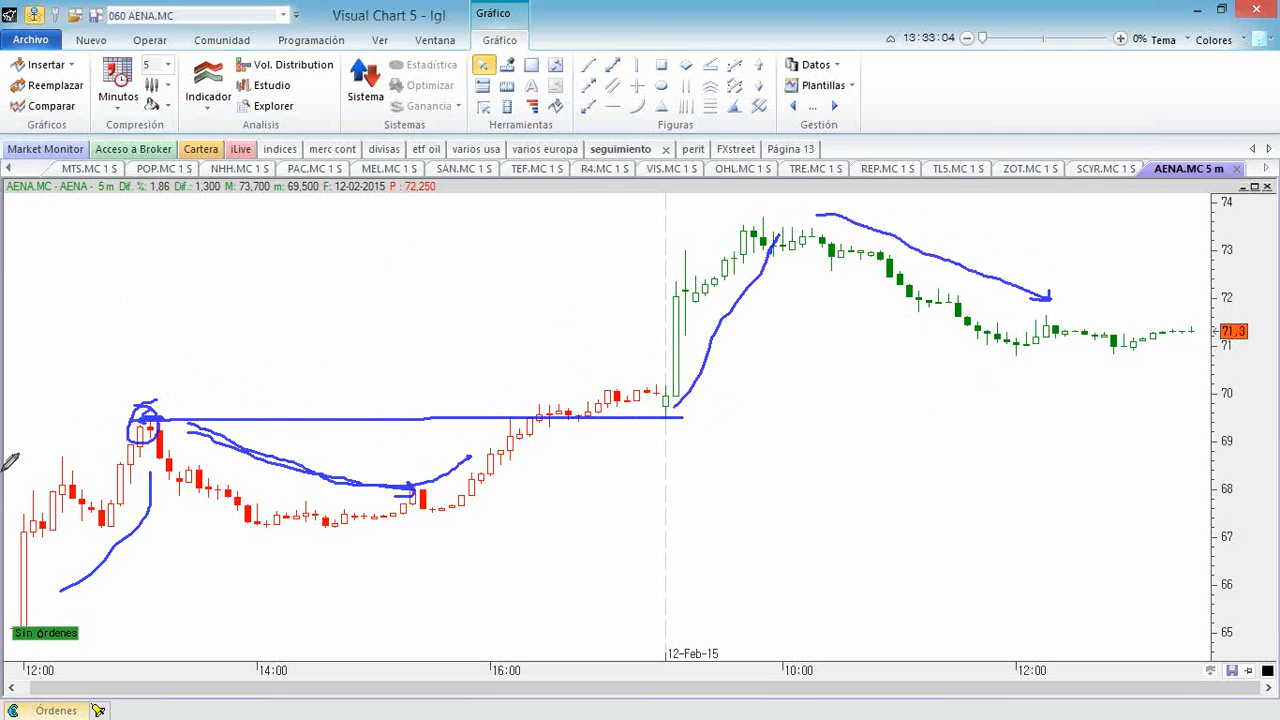 060 AENA.MC
Visual Chart 5 - lgl
Gráfico
Archivo
Nuevo
Operar
Comunidad
Programación
Ver
Ventana
Gráfico
13:33:04
0%
Tema
Colores
Insertar
Reemplazar
Comparar
Gráficos
Minutos
5
Compresión
Indicador
Vol. Distribution
Estudio
Explorer
Analisis
Sistema
Estadística
Optimizar
Ganancia
Sistemas
Herramientas
Figuras
Datos
Plantillas
...
Gestión
Market Monitor
Acceso a Broker
Cartera
iLive
indices
merc cont
divisas
etf oil
varios usa
varios europa
seguimiento
perit
FXstreet
Página 13
MTS.MC 1 S
POP.MC 1 S
NHH.MC 1 S
PAC.MC 1 S
MEL.MC 1 S
SAN.MC 1 S
TEF.MC 1 S
R4.MC 1 S
VIS.MC 1 S
OHL.MC 1 S
TRE.MC 1 S
REP.MC 1 S
TL5.MC 1 S
ZOT.MC 1 S
SCYR.MC 1 S
AENA.MC 5 m
AENA.MC - AENA - 5 m Dif. %: 1,86 Dif.: 1,300 M: 73,700 m: 69,500 F: 12-02-2015 P : 72,250
74
73
72
71,3
71
70
69
68
67
66
65
Sin órdenes
12-Feb-15
12:00
14:00
16:00
10:00
12:00
Órdenes